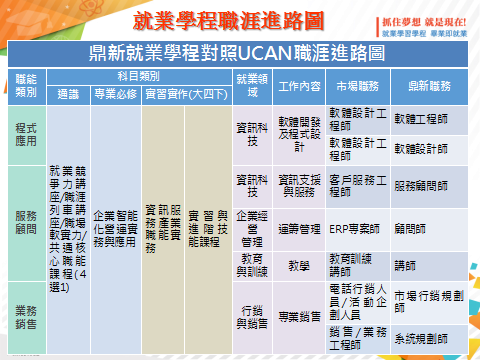 就業學程職涯進路圖
抓住夢想 就是現在!
就業學習學程 畢業即就業
鼎新就業學程對照UCAN職涯進路圖
職能
類別
科目類別
就業領
域
工作內容
市場職務
鼎新職務
通識
專業必修
實習實作(大四下)
程式
應用
服務
顧問
業務
銷售
就業競
爭力講
座/職涯
列車講
座/職場
軟實力/
共通核
心職能
課程(4
選1)
企業智能
化營運實
務與應用
資訊服
務產業
職能實
務
實習與
進階技
能課程
資訊科
技
軟體開發
及程式設
計
軟體設計工
程師
軟體工程師
軟體設計工
程師
軟體設計師
資訊科
技
資訊支援
與服務
客戶服務工
程師
服務顧問師
企業經
營
管理
運籌管理
ERP專案師
顧問師
教育
與訓練
教學
教育訓練
講師
講師
行銷
與銷售
專業銷售
電話行銷人
員/活動企
劃人員
市場行銷規劃
師
銷售/業務
工程師
系統規劃師